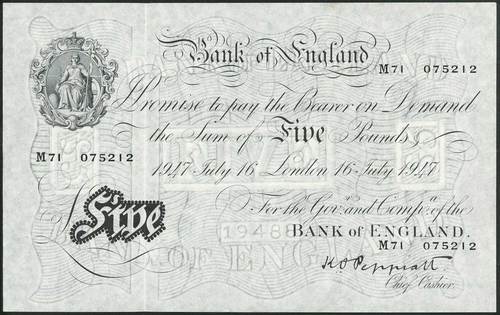 Bank of England
M71 075212
I Promise to pay the Bearer on Demand
the Sum of Five Pounds
M71 075212
1947 July 16 London 16 July 1947
For the Govr. and Compa. of the
Five
BANK of ENGLAND.
M71 075212
K O Peppiatt
Chief Cashier.